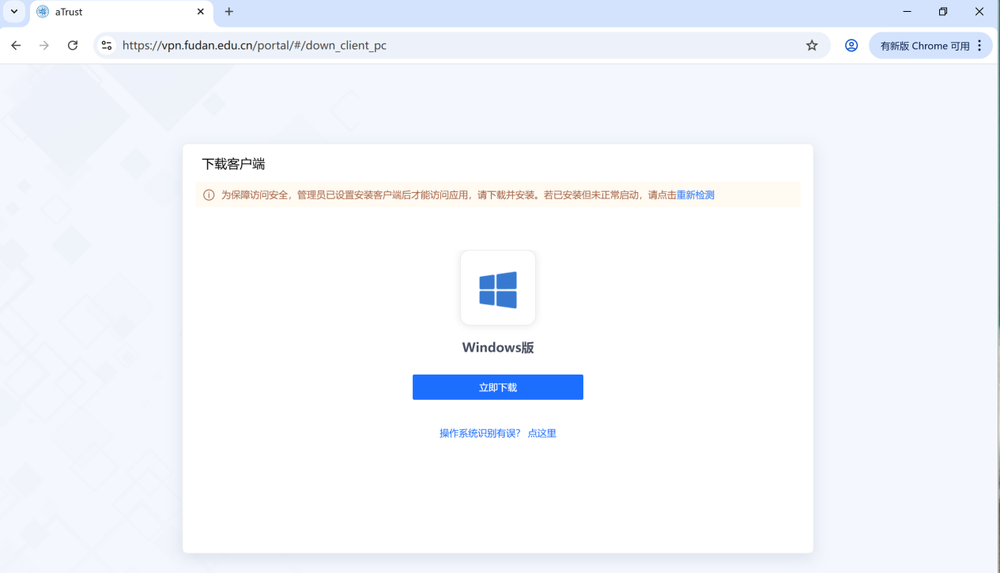 aTrust
https://vpn.fudan.edu.cn/portal/#/down_client_pc
有新版 Chrome 可用
下载客户端
为保障访问安全，管理员已设置安装客户端后才能访问应用，请下载并安装。若已安装但未正常启动，请点击重新检测
Windows版
立即下载
操作系统识别有误？ 点这里